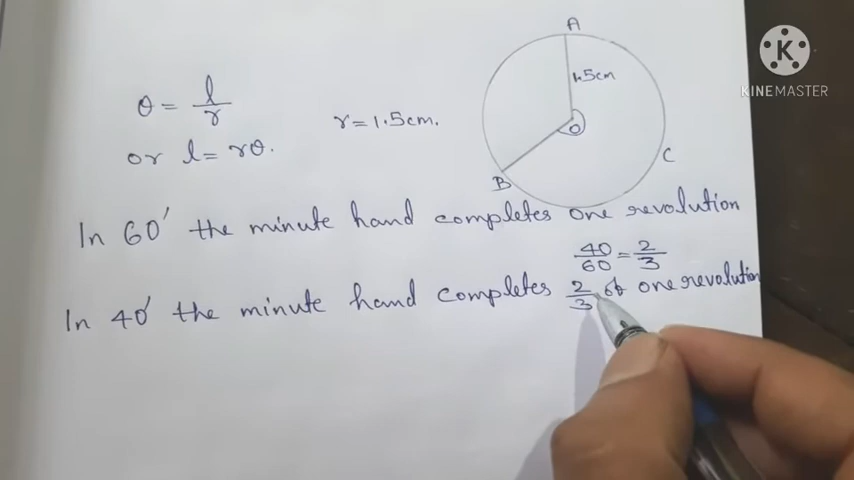 A
1.5cm
O
C
B
θ = l/r
or l = rθ.
r = 1.5cm.
In 60' the minute hand completes one revolution
40/60 = 2/3
In 40' the minute hand completes 2/3 of one revolution
K
KINEMASTER